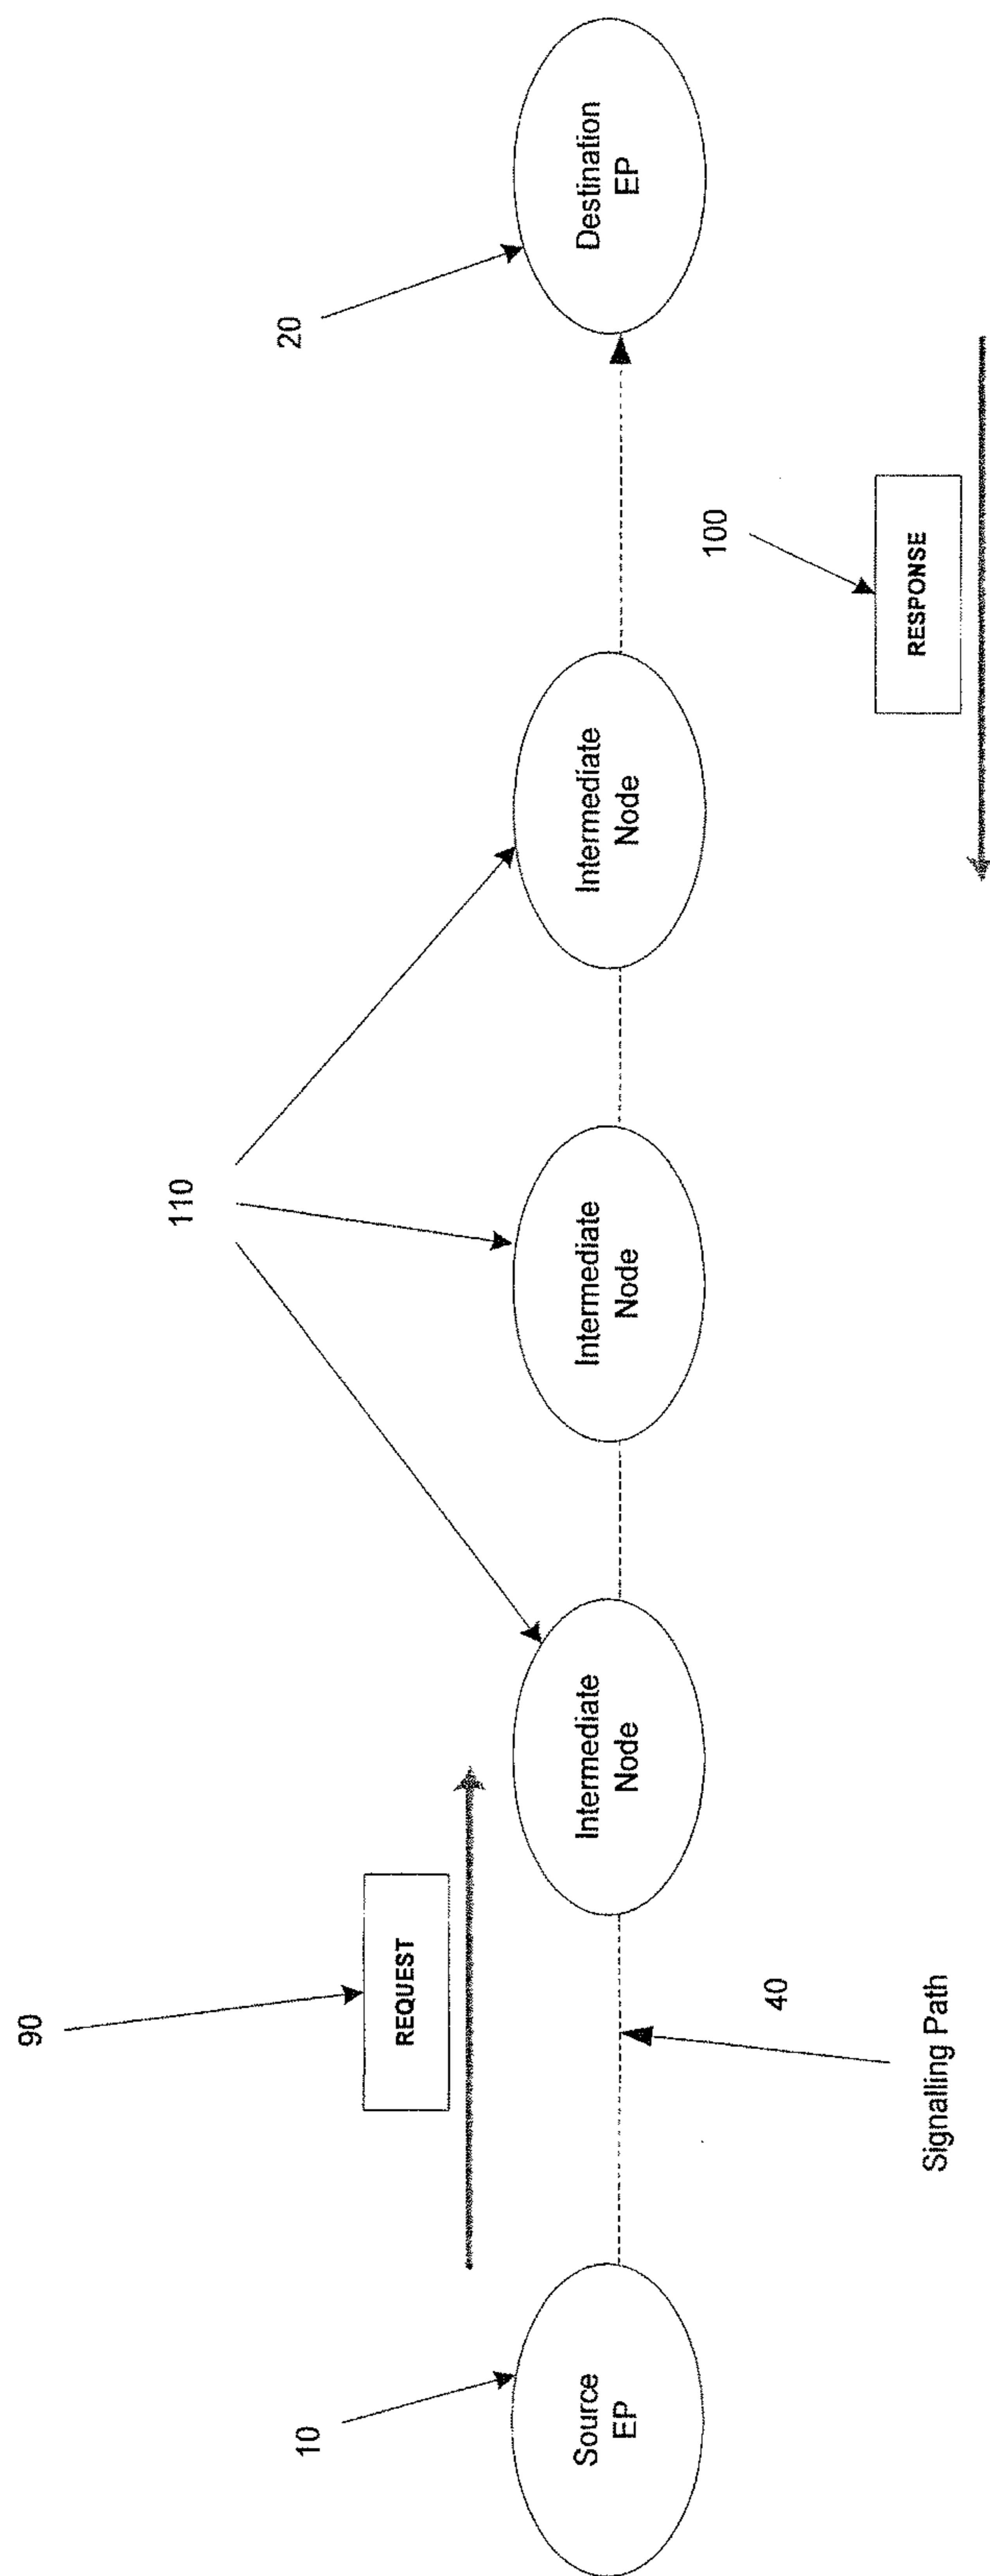 90
REQUEST
110
20
10
Source
EP
Intermediate
Node
Intermediate
Node
Intermediate
Node
Destination
EP
40
Signalling Path
100
RESPONSE